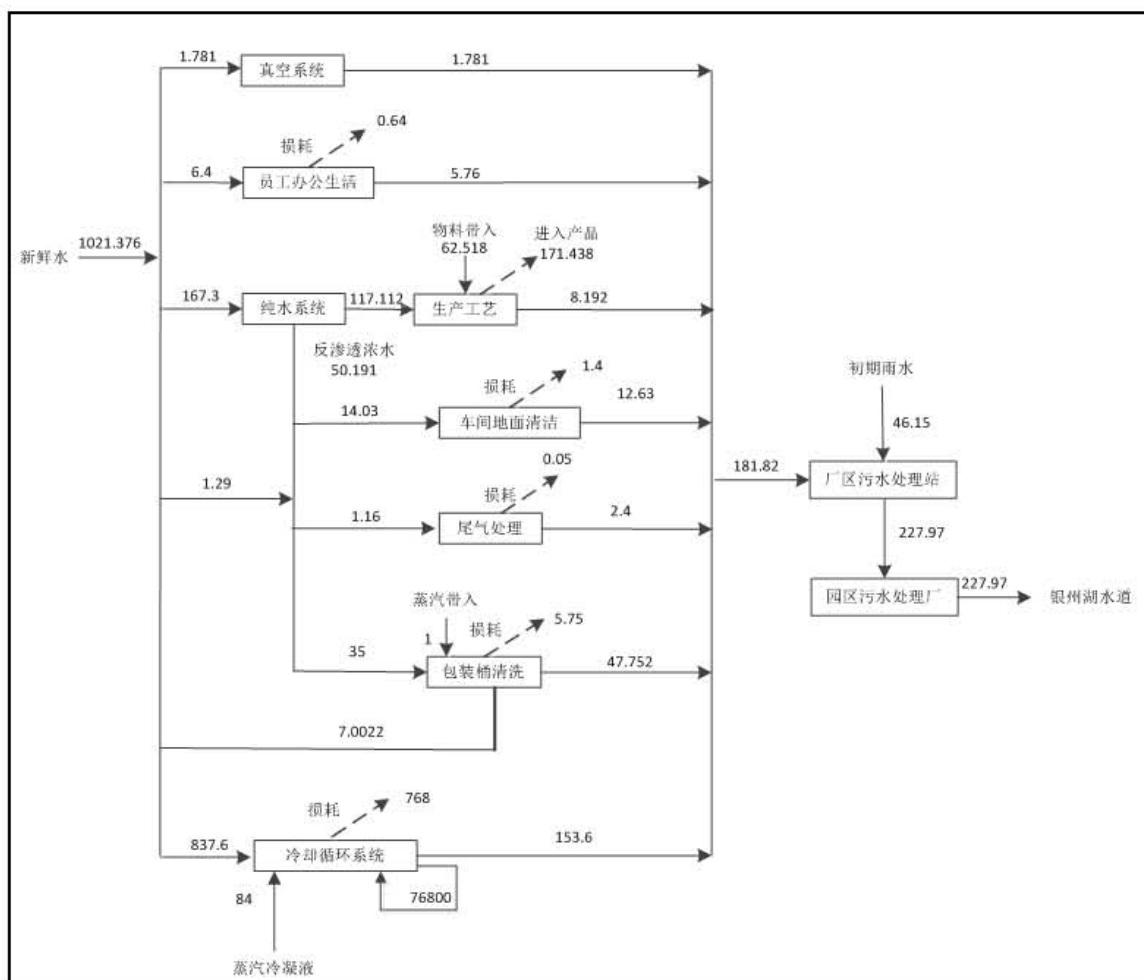 1.781
真空系统
1.781
损耗
0.64
6.4
员工办公生活
5.76
新鲜水
1021.376
物料带入
62.518
进入产品
171.438
167.3
纯水系统
117.112
生产工艺
8.192
反渗透浓水
50.191
损耗
1.4
14.03
车间地面清洁
12.63
初期雨水
46.15
1.29
损耗
0.05
1.16
尾气处理
2.4
181.82
厂区污水处理站
227.97
园区污水处理厂
227.97
银州湖水道
蒸汽带入
1
损耗
5.75
35
包装桶清洗
47.752
7.0022
损耗
768
837.6
冷却循环系统
153.6
84
76800
蒸汽冷凝液